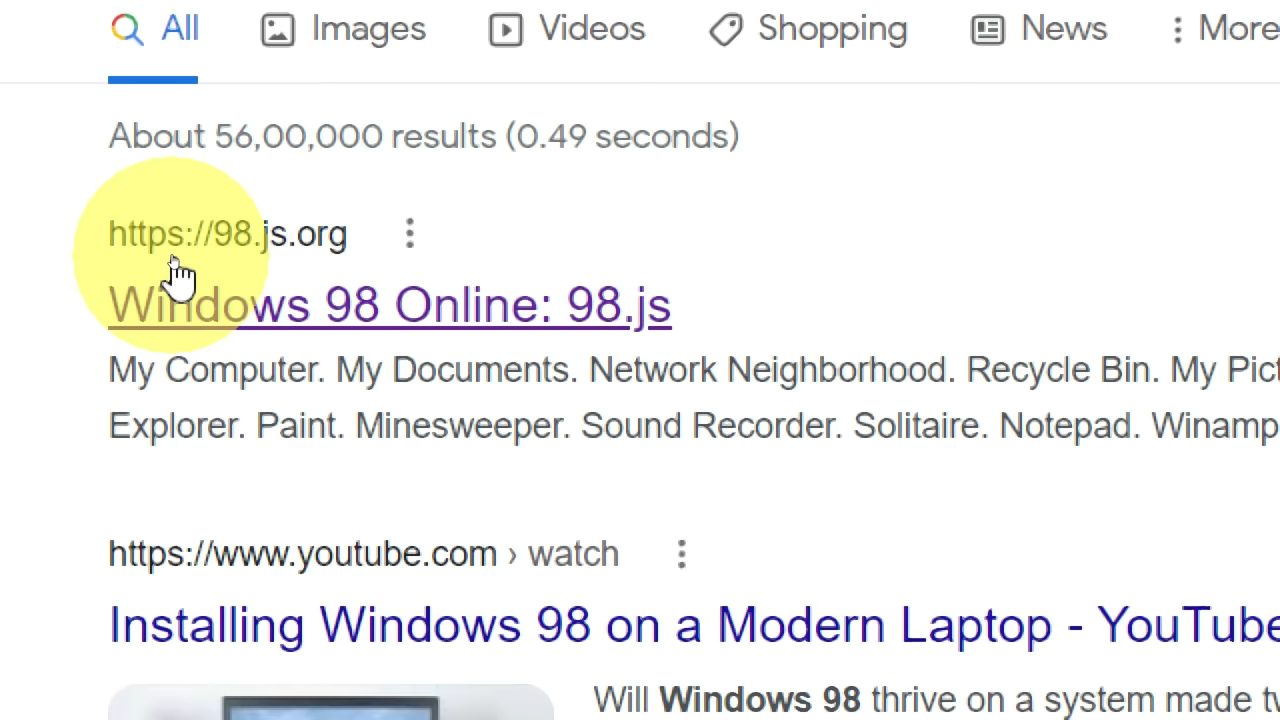 All Images Videos Shopping News More
About 56,00,000 results (0.49 seconds)
https://98.js.org
Windows 98 Online: 98.js
My Computer. My Documents. Network Neighborhood. Recycle Bin. My Pict
Explorer. Paint. Minesweeper. Sound Recorder. Solitaire. Notepad. Winamp
https://www.youtube.com › watch
Installing Windows 98 on a Modern Laptop - YouTube
Will Windows 98 thrive on a system made tw